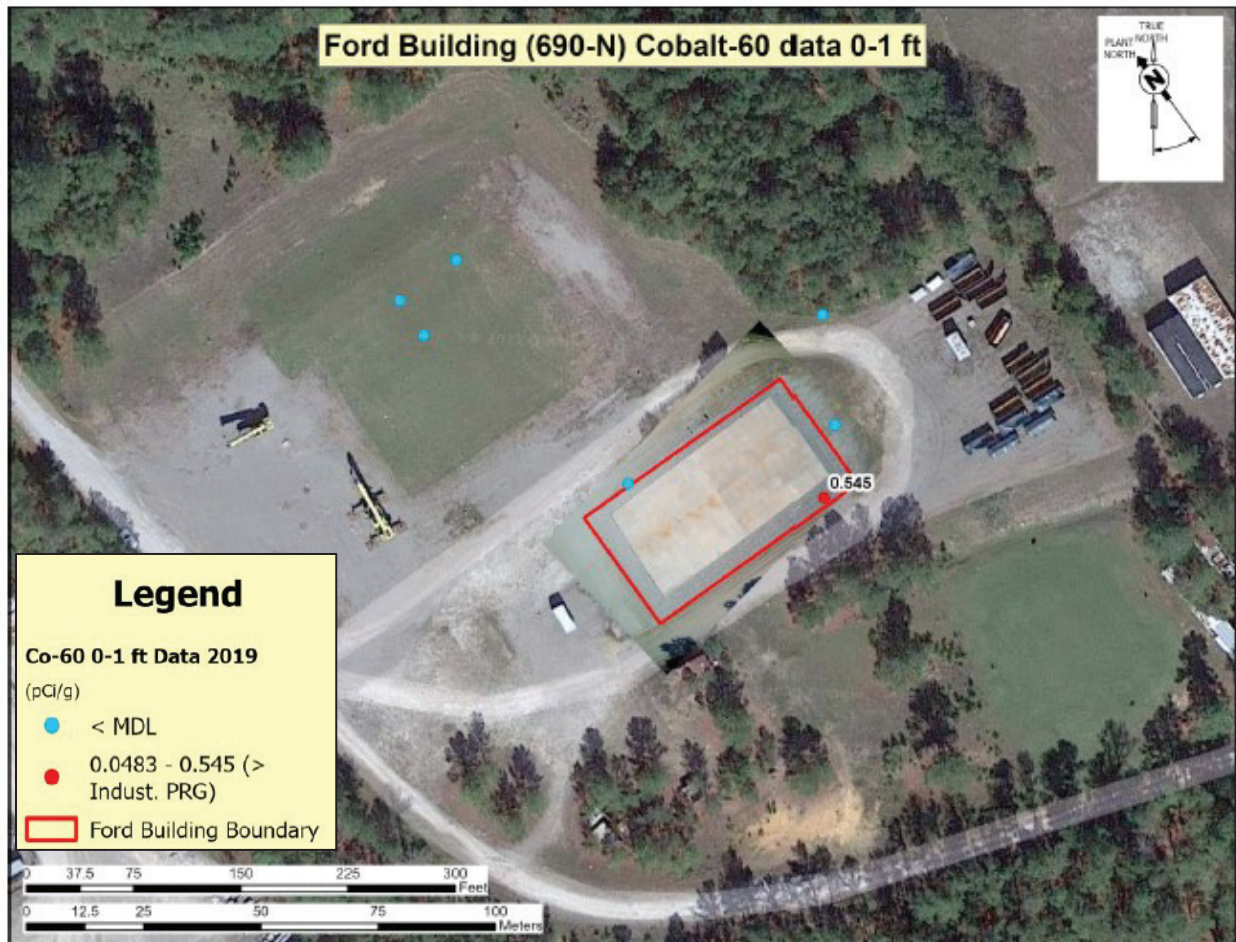 Ford Building (690-N) Cobalt-60 data 0-1 ft
TRUE
NORTH
PLANT
NORTH
N
0.545
Legend
Co-60 0-1 ft Data 2019
(pCi/g)
< MDL
0.0483 - 0.545 (>
Indust. PRG)
Ford Building Boundary
0 37.5 75 150 225 300
Feet
0 12.5 25 50 75 100
Meters